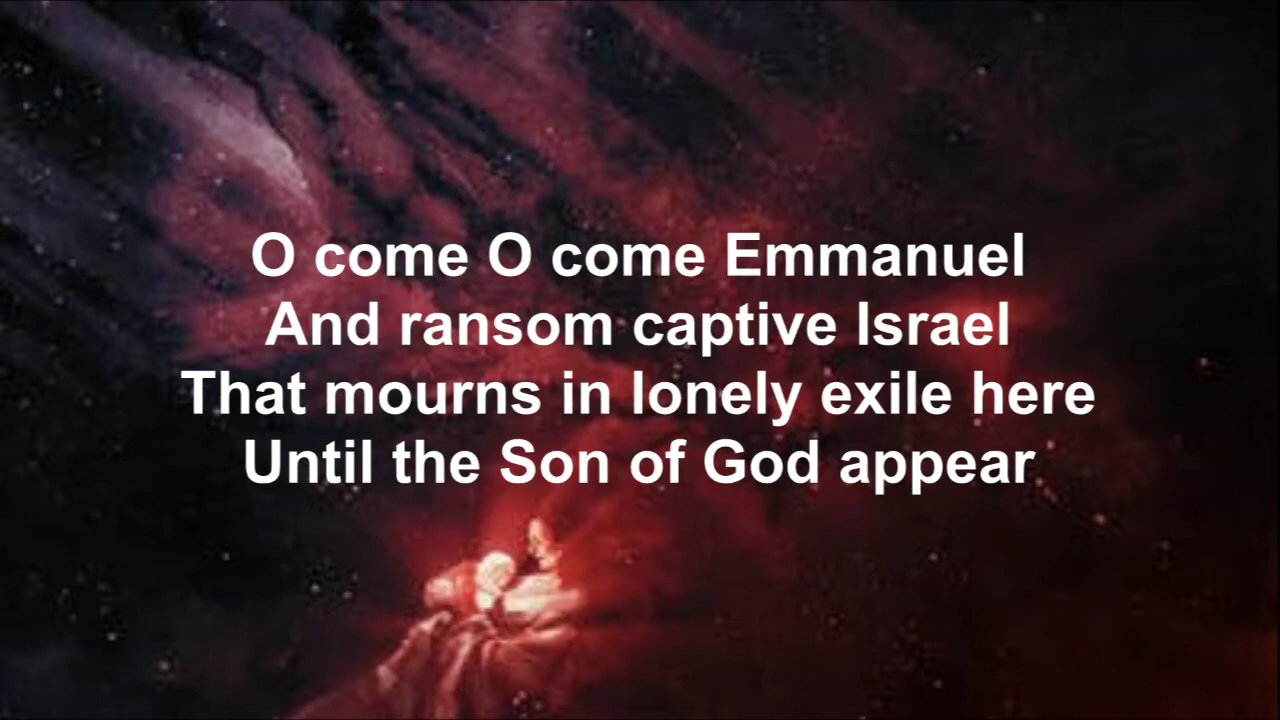 O come O come Emmanuel
And ransom captive Israel
That mourns in lonely exile here
Until the Son of God appear